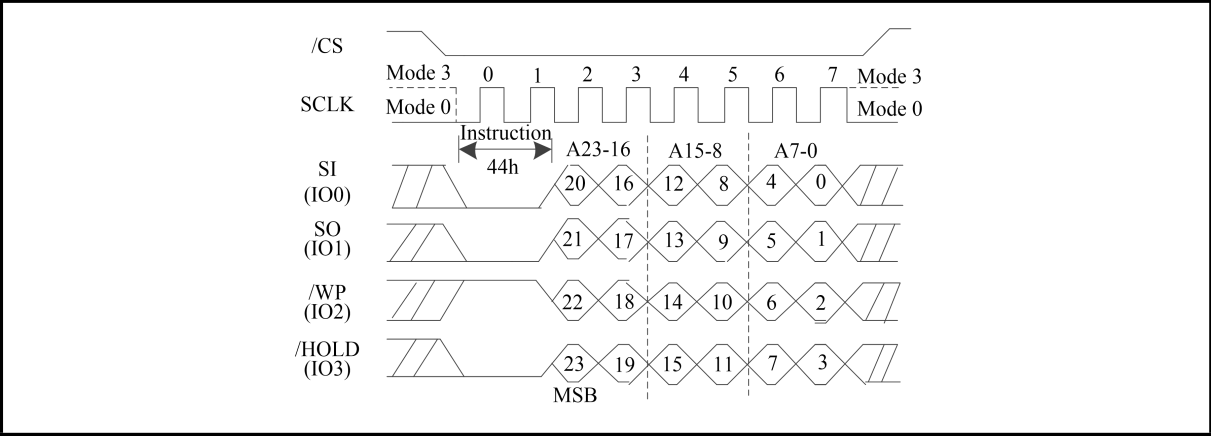 /CS
Mode 3 0 1 2 3 4 5 6 7 Mode 3
SCLK Mode 0 Mode 0
Instruction
44h
A23-16 A15-8 A7-0
SI
(IO0)
20 16 12 8 4 0
SO
(IO1)
21 17 13 9 5 1
/WP
(IO2)
22 18 14 10 6 2
/HOLD
(IO3)
23 19 15 11 7 3
MSB